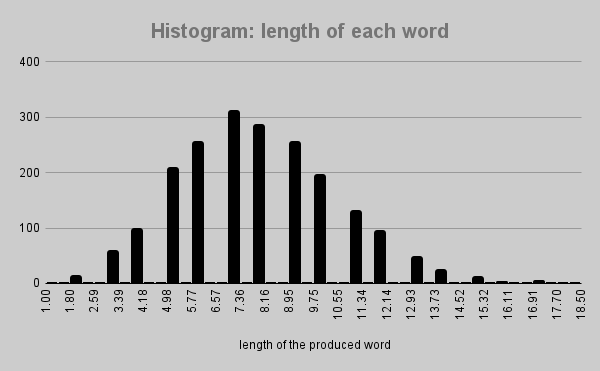 Histogram: length of each word
400
300
200
100
0
1.00 1.80 2.59 3.39 4.18 4.98 5.77 6.57 7.36 8.16 8.95 9.75 10.55 11.34 12.14 12.93 13.73 14.52 15.32 16.11 16.91 17.70 18.50
length of the produced word